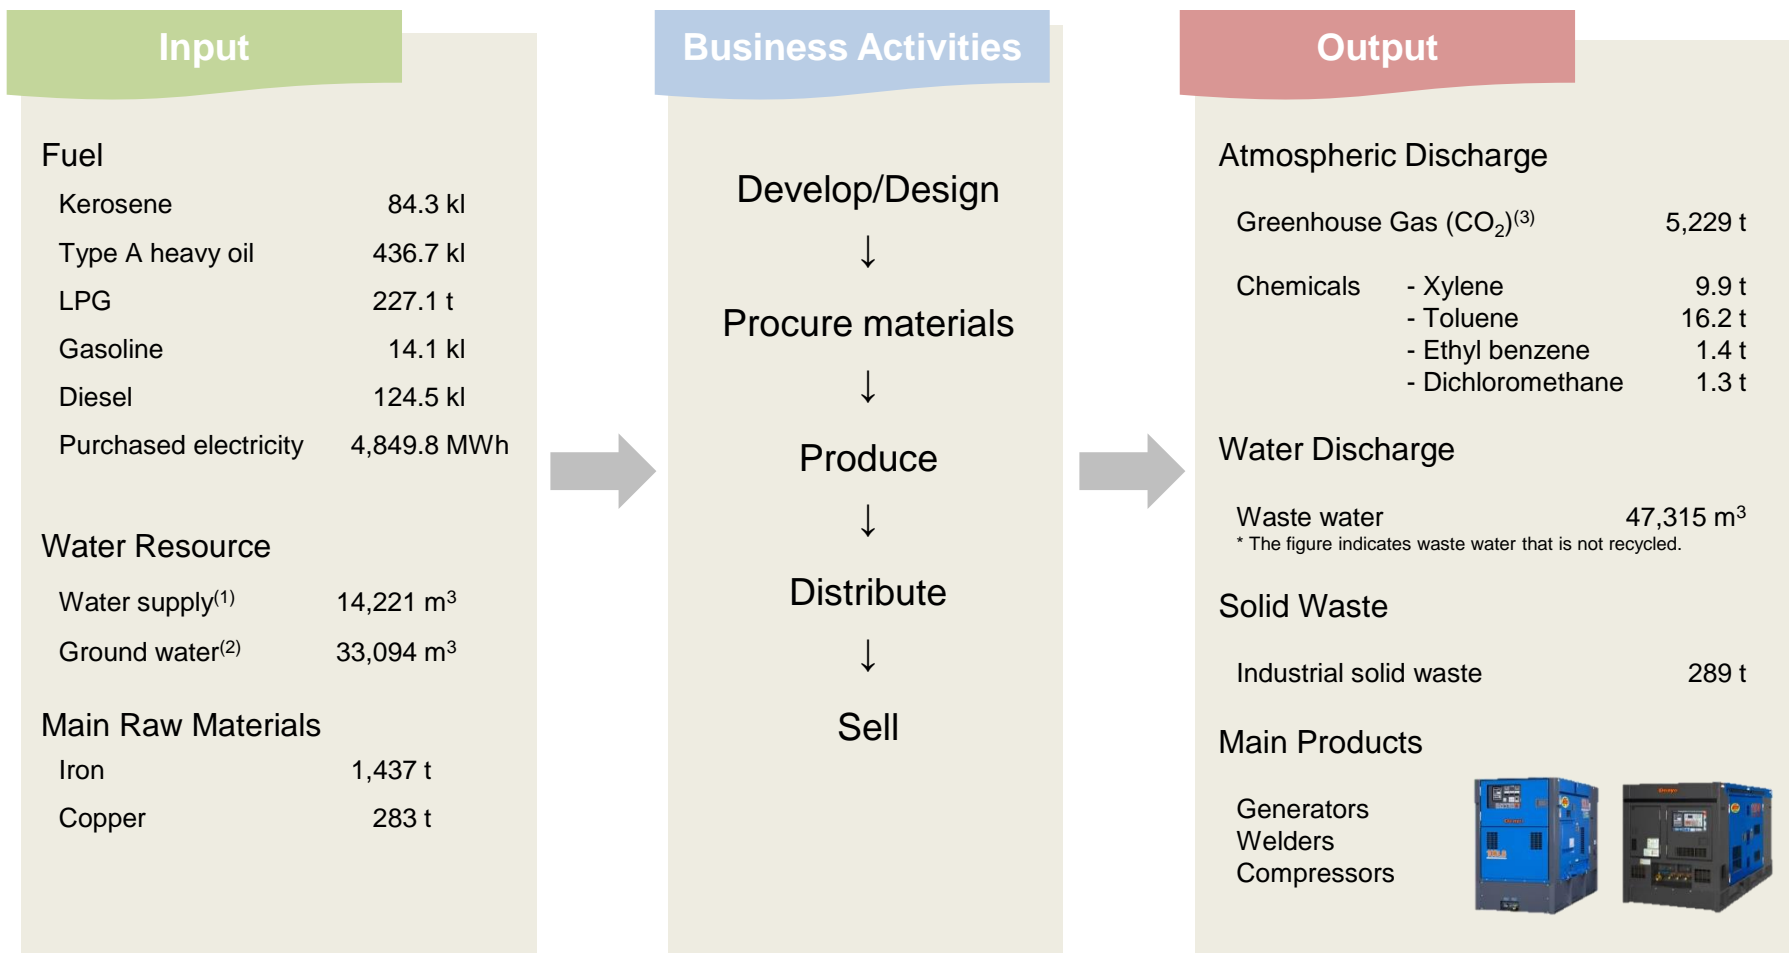 Input
Fuel
Kerosene 84.3 kl
Type A heavy oil 436.7 kl
LPG 227.1 t
Gasoline 14.1 kl
Diesel 124.5 kl
Purchased electricity 4,849.8 MWh
Water Resource
Water supply(1) 14,221 m3
Ground water(2) 33,094 m3
Main Raw Materials
Iron 1,437 t
Copper 283 t
Business Activities
Develop/Design
↓
Procure materials
↓
Produce
↓
Distribute
↓
Sell
Output
Atmospheric Discharge
Greenhouse Gas (CO2)(3) 5,229 t
Chemicals - Xylene 9.9 t
- Toluene 16.2 t
- Ethyl benzene 1.4 t
- Dichloromethane 1.3 t
Water Discharge
Waste water 47,315 m3
* The figure indicates waste water that is not recycled.
Solid Waste
Industrial solid waste 289 t
Main Products
Generators
Welders
Compressors